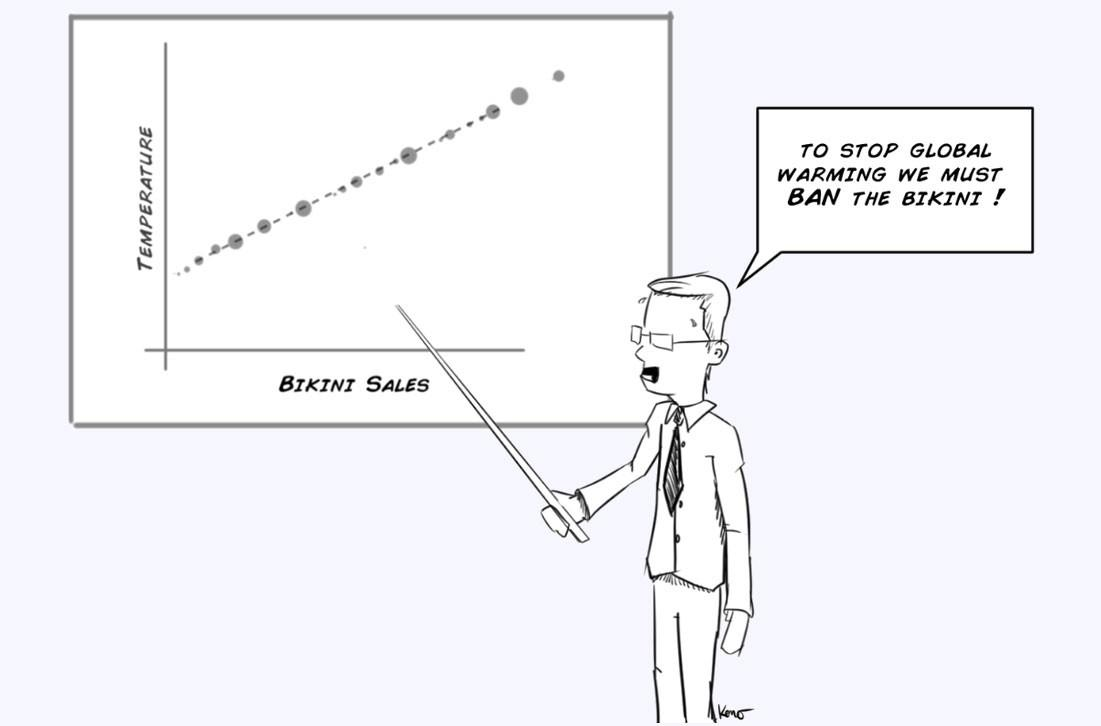 TEMPERATURE
BIKINI SALES
TO STOP GLOBAL
WARMING WE MUST
BAN THE BIKINI !